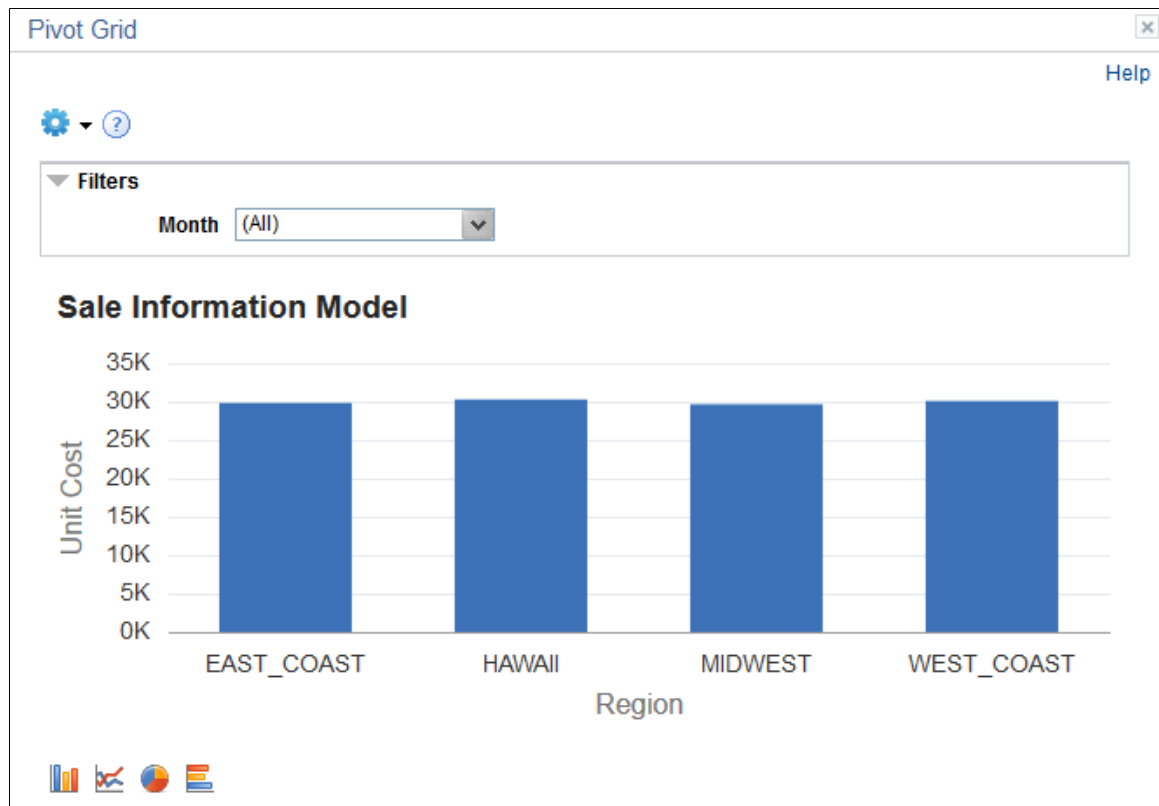 Pivot Grid
Help
Filters
Month (All)
Sale Information Model
35K
30K
25K
20K
15K
10K
5K
0K
Unit Cost
EAST_COAST HAWAII MIDWEST WEST_COAST
Region